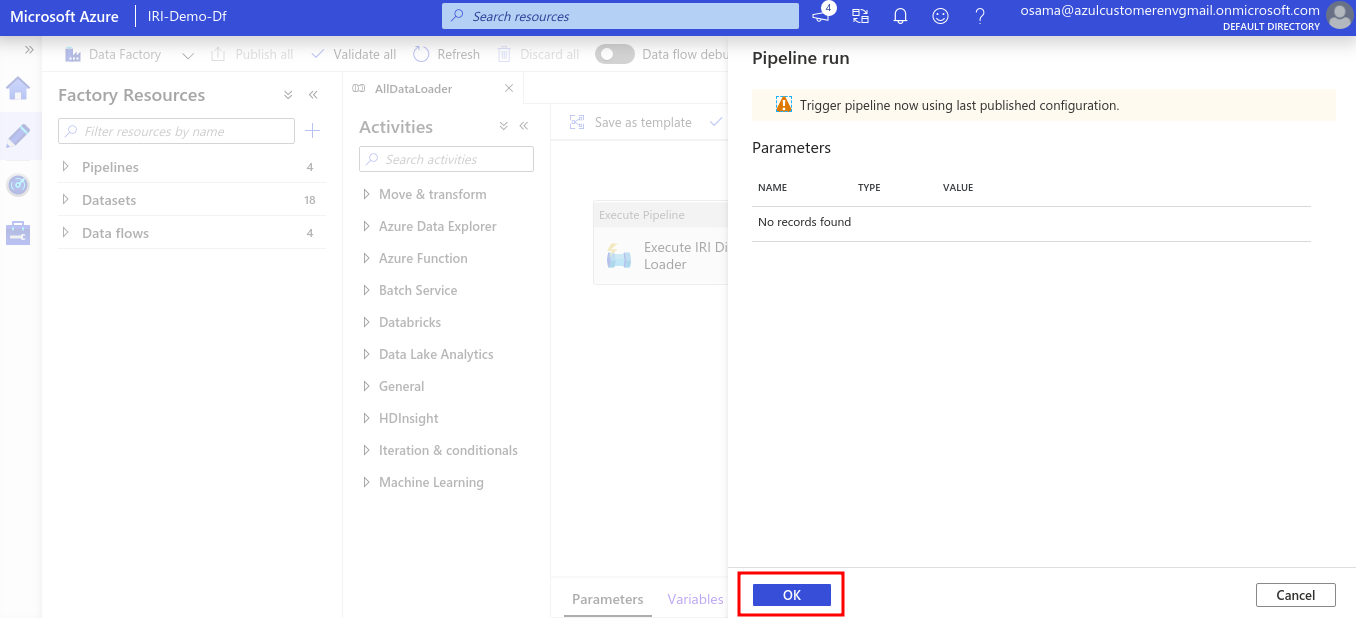 Microsoft Azure
IRI-Demo-Df
Search resources
4
?
osama@azulcustomerenvgmail.onmicrosoft.com
DEFAULT DIRECTORY
Data Factory
Publish all
Validate all
Refresh
Discard all
Factory Resources
Filter resources by name
Pipelines 4
Datasets 18
Data flows 4
AllDataLoader
Activities
Search activities
Move & transform
Azure Data Explorer
Azure Function
Batch Service
Databricks
Data Lake Analytics
General
HDInsight
Iteration & conditionals
Machine Learning
Save as template
Execute Pipeline
Execute IRI Di
Loader
Parameters
Variables
Data flow debu
Pipeline run
Trigger pipeline now using last published configuration.
Parameters
NAME TYPE VALUE
No records found
OK
Cancel